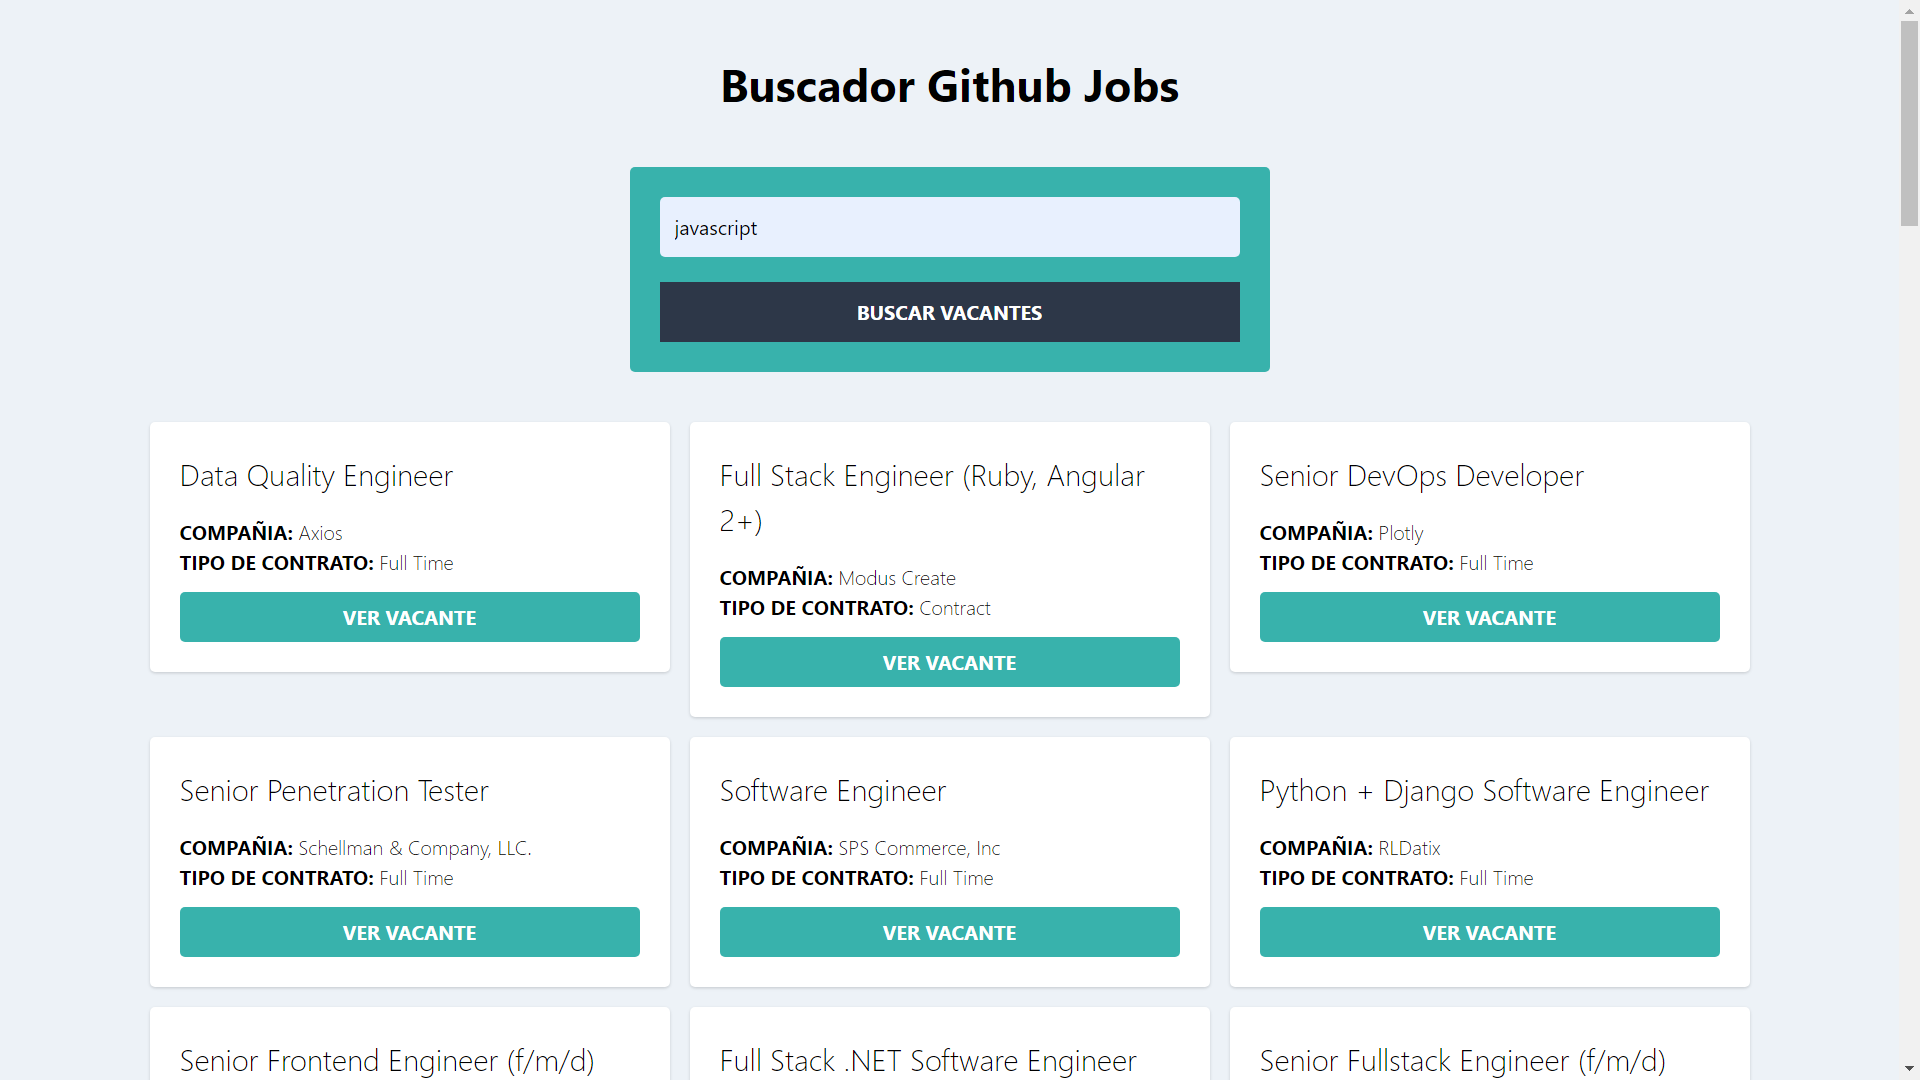 Buscador Github Jobs
javascript
BUSCAR VACANTES
Data Quality Engineer
COMPAÑIA: Axios
TIPO DE CONTRATO: Full Time
VER VACANTE
Full Stack Engineer (Ruby, Angular
2+)
COMPAÑIA: Modus Create
TIPO DE CONTRATO: Contract
VER VACANTE
Senior DevOps Developer
COMPAÑIA: Plotly
TIPO DE CONTRATO: Full Time
VER VACANTE
Senior Penetration Tester
COMPAÑIA: Schellman & Company, LLC.
TIPO DE CONTRATO: Full Time
VER VACANTE
Software Engineer
COMPAÑIA: SPS Commerce, Inc
TIPO DE CONTRATO: Full Time
VER VACANTE
Python + Django Software Engineer
COMPAÑIA: RLDatix
TIPO DE CONTRATO: Full Time
VER VACANTE
Senior Frontend Engineer (f/m/d)
Full Stack .NET Software Engineer
Senior Fullstack Engineer (f/m/d)